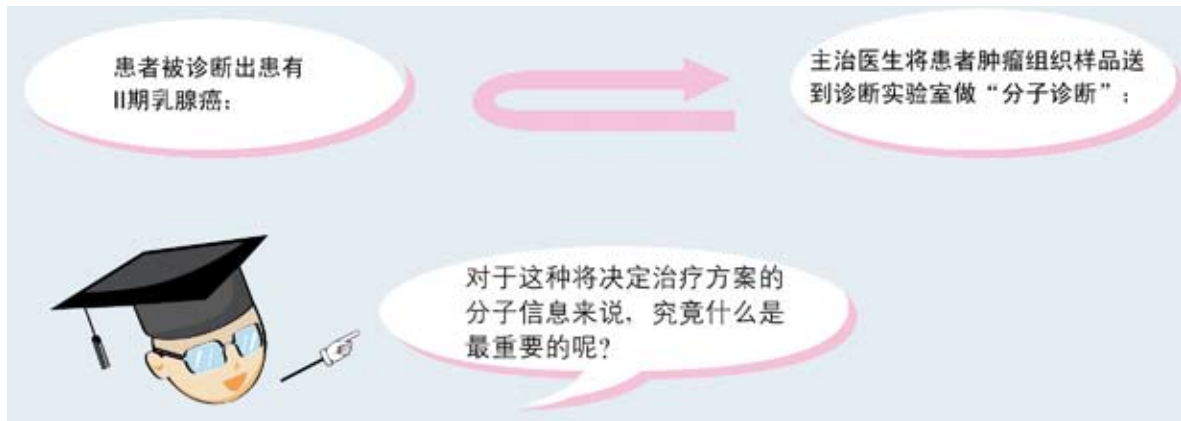 患者被诊断出患有
II期乳腺癌；
主治医生将患者肿瘤组织样品送
到诊断实验室做“分子诊断”；
对于这种将决定治疗方案的
分子信息来说，究竟什么是
最重要的呢？